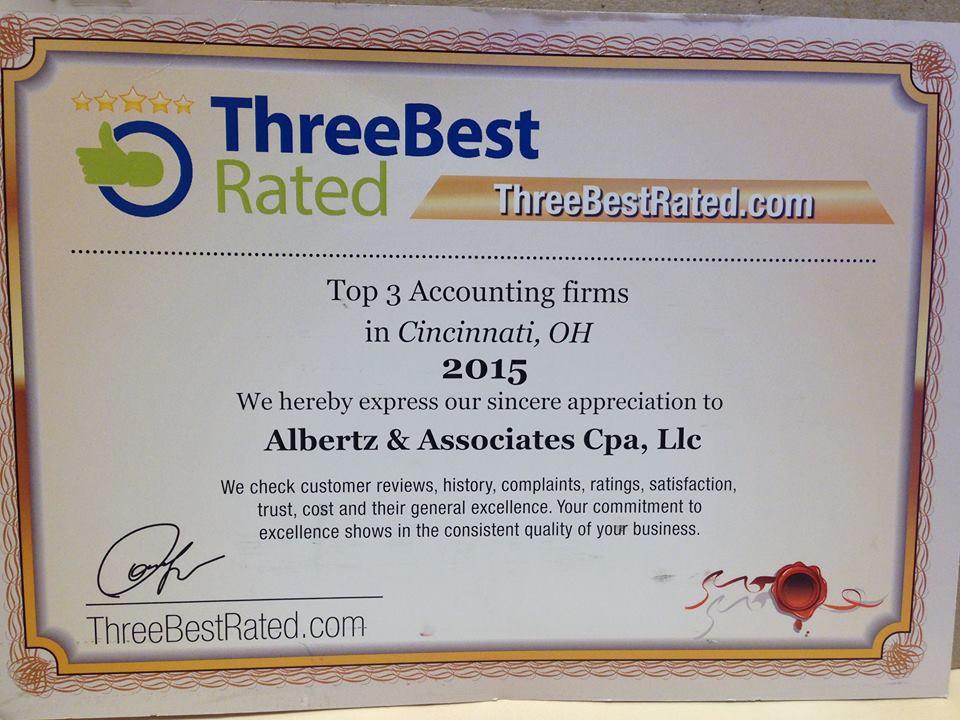 ThreeBest
Rated
ThreeBestRated.com
Top 3 Accounting firms
in Cincinnati, OH
2015
We hereby express our sincere appreciation to
Albertz & Associates Cpa, Llc
We check customer reviews, history, complaints, ratings, satisfaction,
trust, cost and their general excellence. Your commitment to
excellence shows in the consistent quality of your business.
ThreeBestRated.com